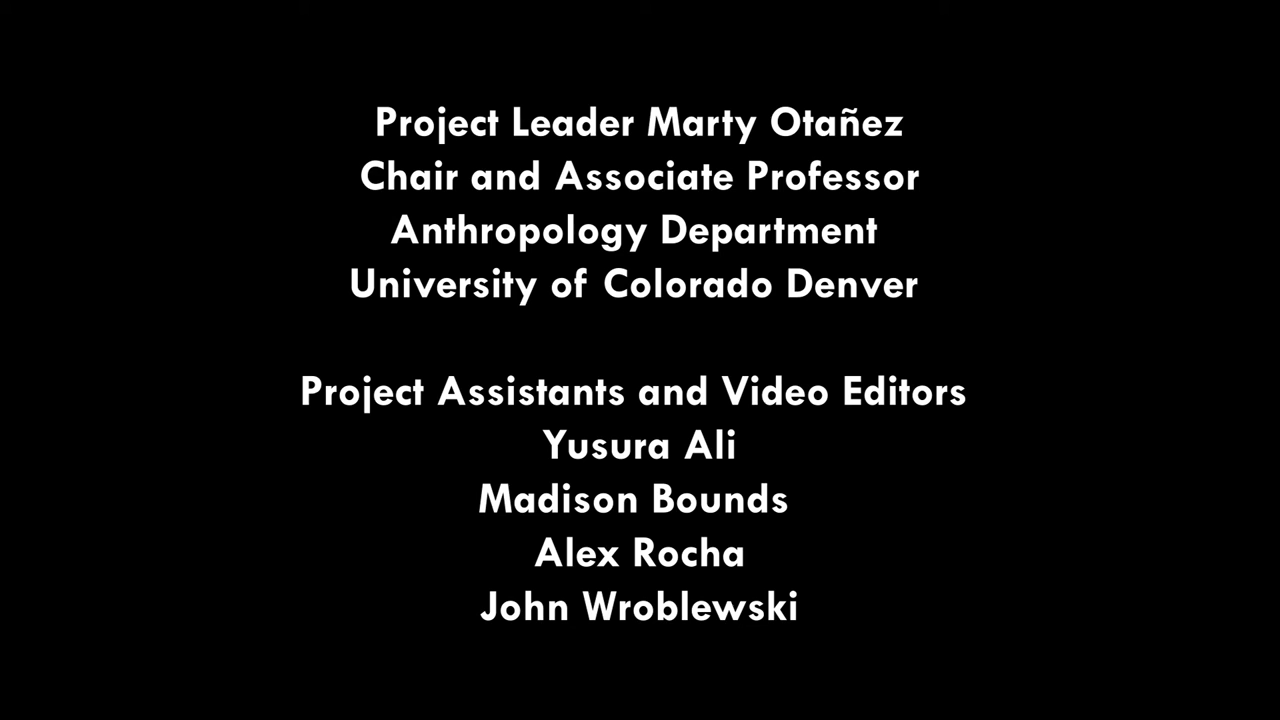 Project Leader Marty Otañez
Chair and Associate Professor
Anthropology Department
University of Colorado Denver
Project Assistants and Video Editors
Yusura Ali
Madison Bounds
Alex Rocha
John Wroblewski